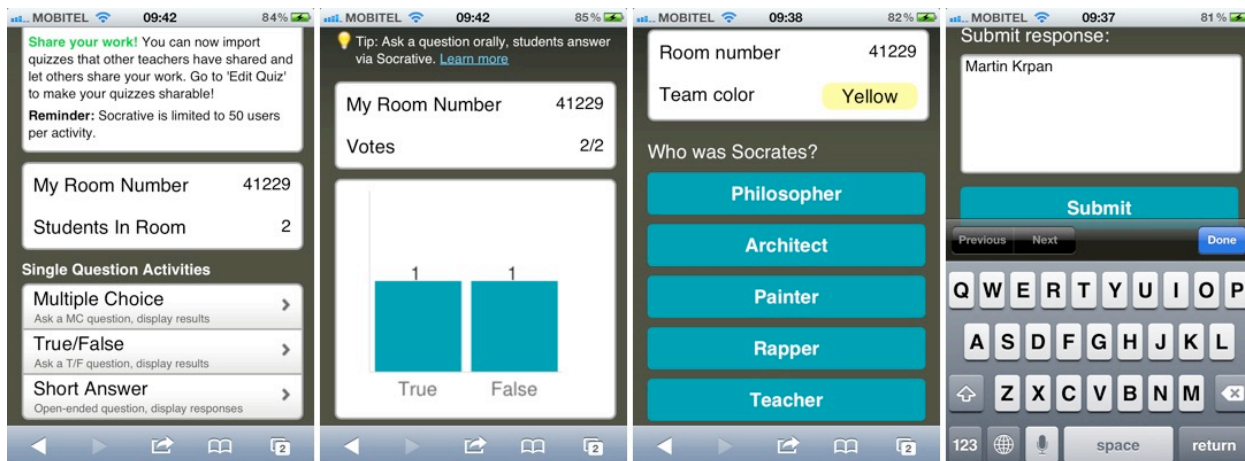 MOBITEL 09:42 84%
Share your work! You can now import
quizzes that other teachers have shared and
let others share your work. Go to 'Edit Quiz'
to make your quizzes sharable!
Reminder: Socrative is limited to 50 users
per activity.
My Room Number 41229
Students In Room 2
Single Question Activities
Multiple Choice
Ask a MC question, display results
True/False
Ask a T/F question, display results
Short Answer
Open-ended question, display responses
2
MOBITEL 09:42 85%
Tip: Ask a question orally, students answer
via Socrative. Learn more
My Room Number 41229
Votes 2/2
1 1
True False
2
MOBITEL 09:38 82%
Room number 41229
Team color Yellow
Who was Socrates?
Philosopher
Architect
Painter
Rapper
Teacher
2
MOBITEL 09:37 81%
Submit response:
Martin Krpan
Submit
Previous Next Done
Q W E R T Y U I O P
A S D F G H J K L
Z X C V B N M
123 space return